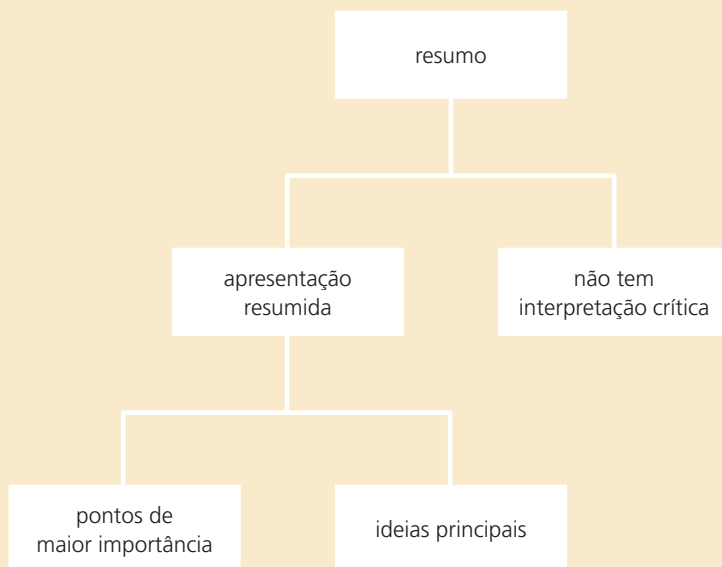 resumo
apresentação
resumida
não tem
interpretação crítica
pontos de
maior importância
ideias principais